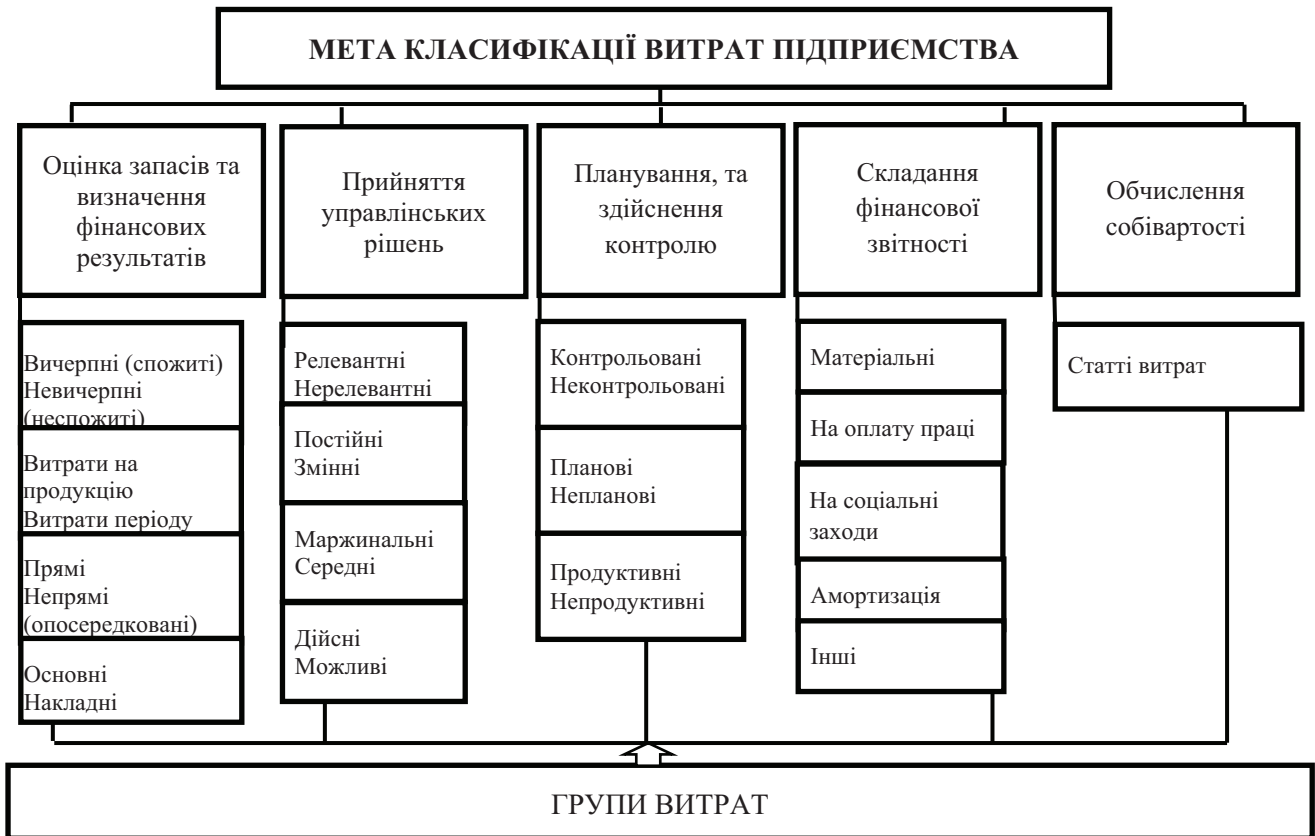 МЕТА КЛАСИФІКАЦІЇ ВИТРАТ ПІДПРИЄМСТВА
Оцінка запасів та
визначення
фінансових
результатів
Прийняття
управлінських
рішень
Планування, та
здійснення
контролю
Складання
фінансової
звітності
Обчислення
собівартості
Вичерпні (спожиті)
Невичерпні
(неспожиті)
Витрати на
продукцію
Витрати періоду
Прямі
Непрямі
(опосередковані)
Основні
Накладні
Релевантні
Нерелевантні
Постійні
Змінні
Маржинальні
Середні
Дійсні
Можливі
Контрольовані
Неконтрольовані
Планові
Непланові
Продуктивні
Непродуктивні
Матеріальні
На оплату праці
На соціальні
заходи
Амортизація
Інші
Статті витрат
ГРУПИ ВИТРАТ